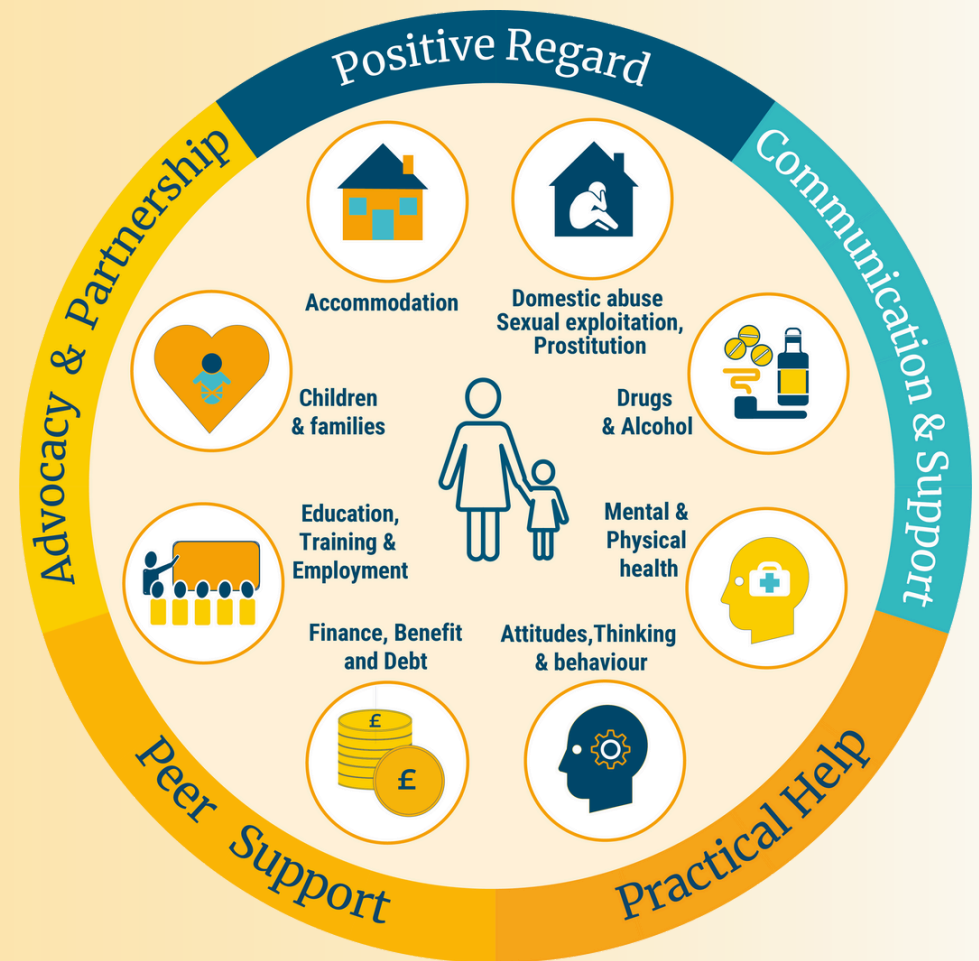 Positive Regard
Communication & Support
Practical Help
Peer Support
Advocacy & Partnership
Accommodation
Domestic abuse
Sexual exploitation,
Prostitution
Drugs
& Alcohol
Mental &
Physical
health
Attitudes,Thinking
& behaviour
£
£
Finance, Benefit
and Debt
Education,
Training &
Employment
Children
& families